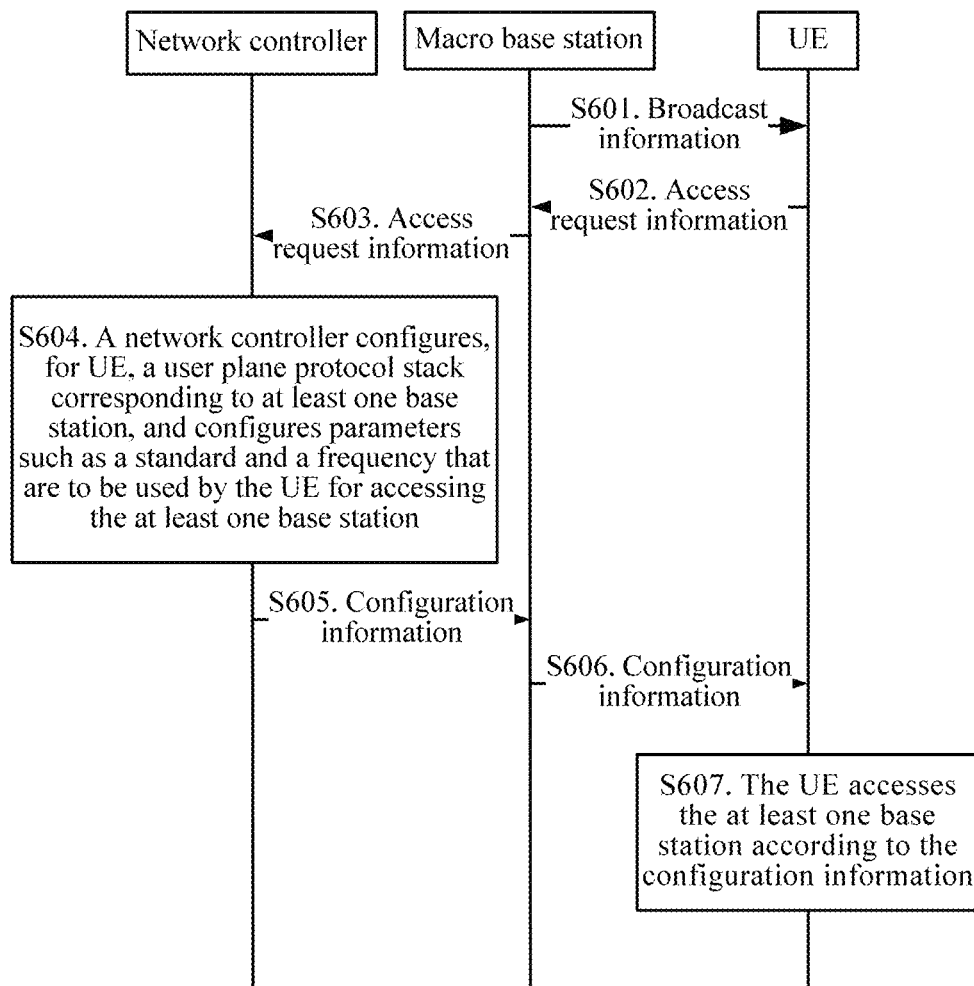 Network controller
Macro base station
UE
S601. Broadcast
information
S602. Access
request information
S603. Access
request information
S604. A network controller configures,
for UE, a user plane protocol stack
corresponding to at least one base
station, and configures parameters
such as a standard and a frequency that
are to be used by the UE for accessing
the at least one base station
S605. Configuration
information
S606. Configuration
information
S607. The UE accesses
the at least one base
station according to the
configuration information